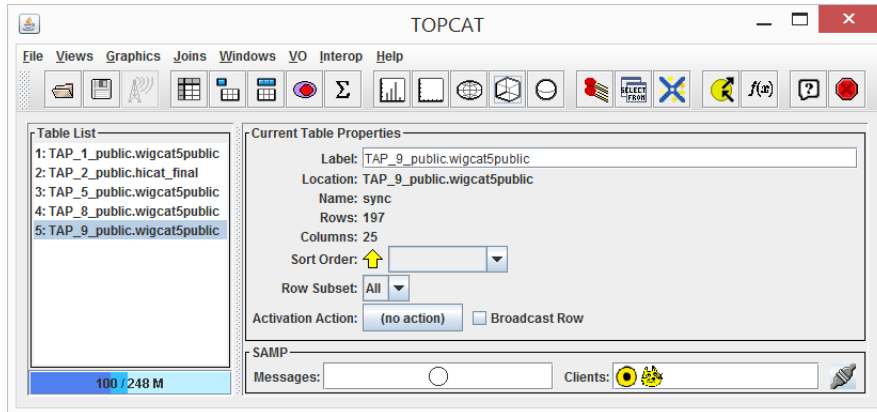 TOPCAT
File Views Graphics Joins Windows VO Interop Help
Σ SELECT FROM f(x) ?
Table List
1: TAP_1_public.wigcat5public
2: TAP_2_public.hicat_final
3: TAP_5_public.wigcat5public
4: TAP_8_public.wigcat5public
5: TAP_9_public.wigcat5public
100 / 248 M
Current Table Properties
Label: TAP_9_public.wigcat5public
Location: TAP_9_public.wigcat5public
Name: sync
Rows: 197
Columns: 25
Sort Order:
Row Subset: All
Activation Action: (no action) Broadcast Row
SAMP
Messages: Clients: